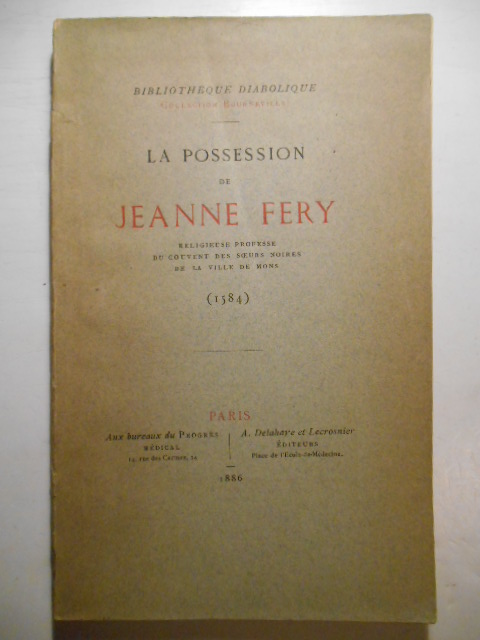 BIBLIOTHÈQUE DIABOLIQUE
COLLECTION BOURNEVILLE
LA POSSESSION
DE
JEANNE FERY
RELIGIEUSE PROFESSE
DU COUVENT DES SŒURS NOIRES
DE LA VILLE DE MONS
(1584)
PARIS
Aux bureaux du PROGRÈS
MÉDICAL
14, rue des Carmes, 14
A. Delahaye et Lecrosnier
ÉDITEURS
Place de l'École-de-Médecine.
1886